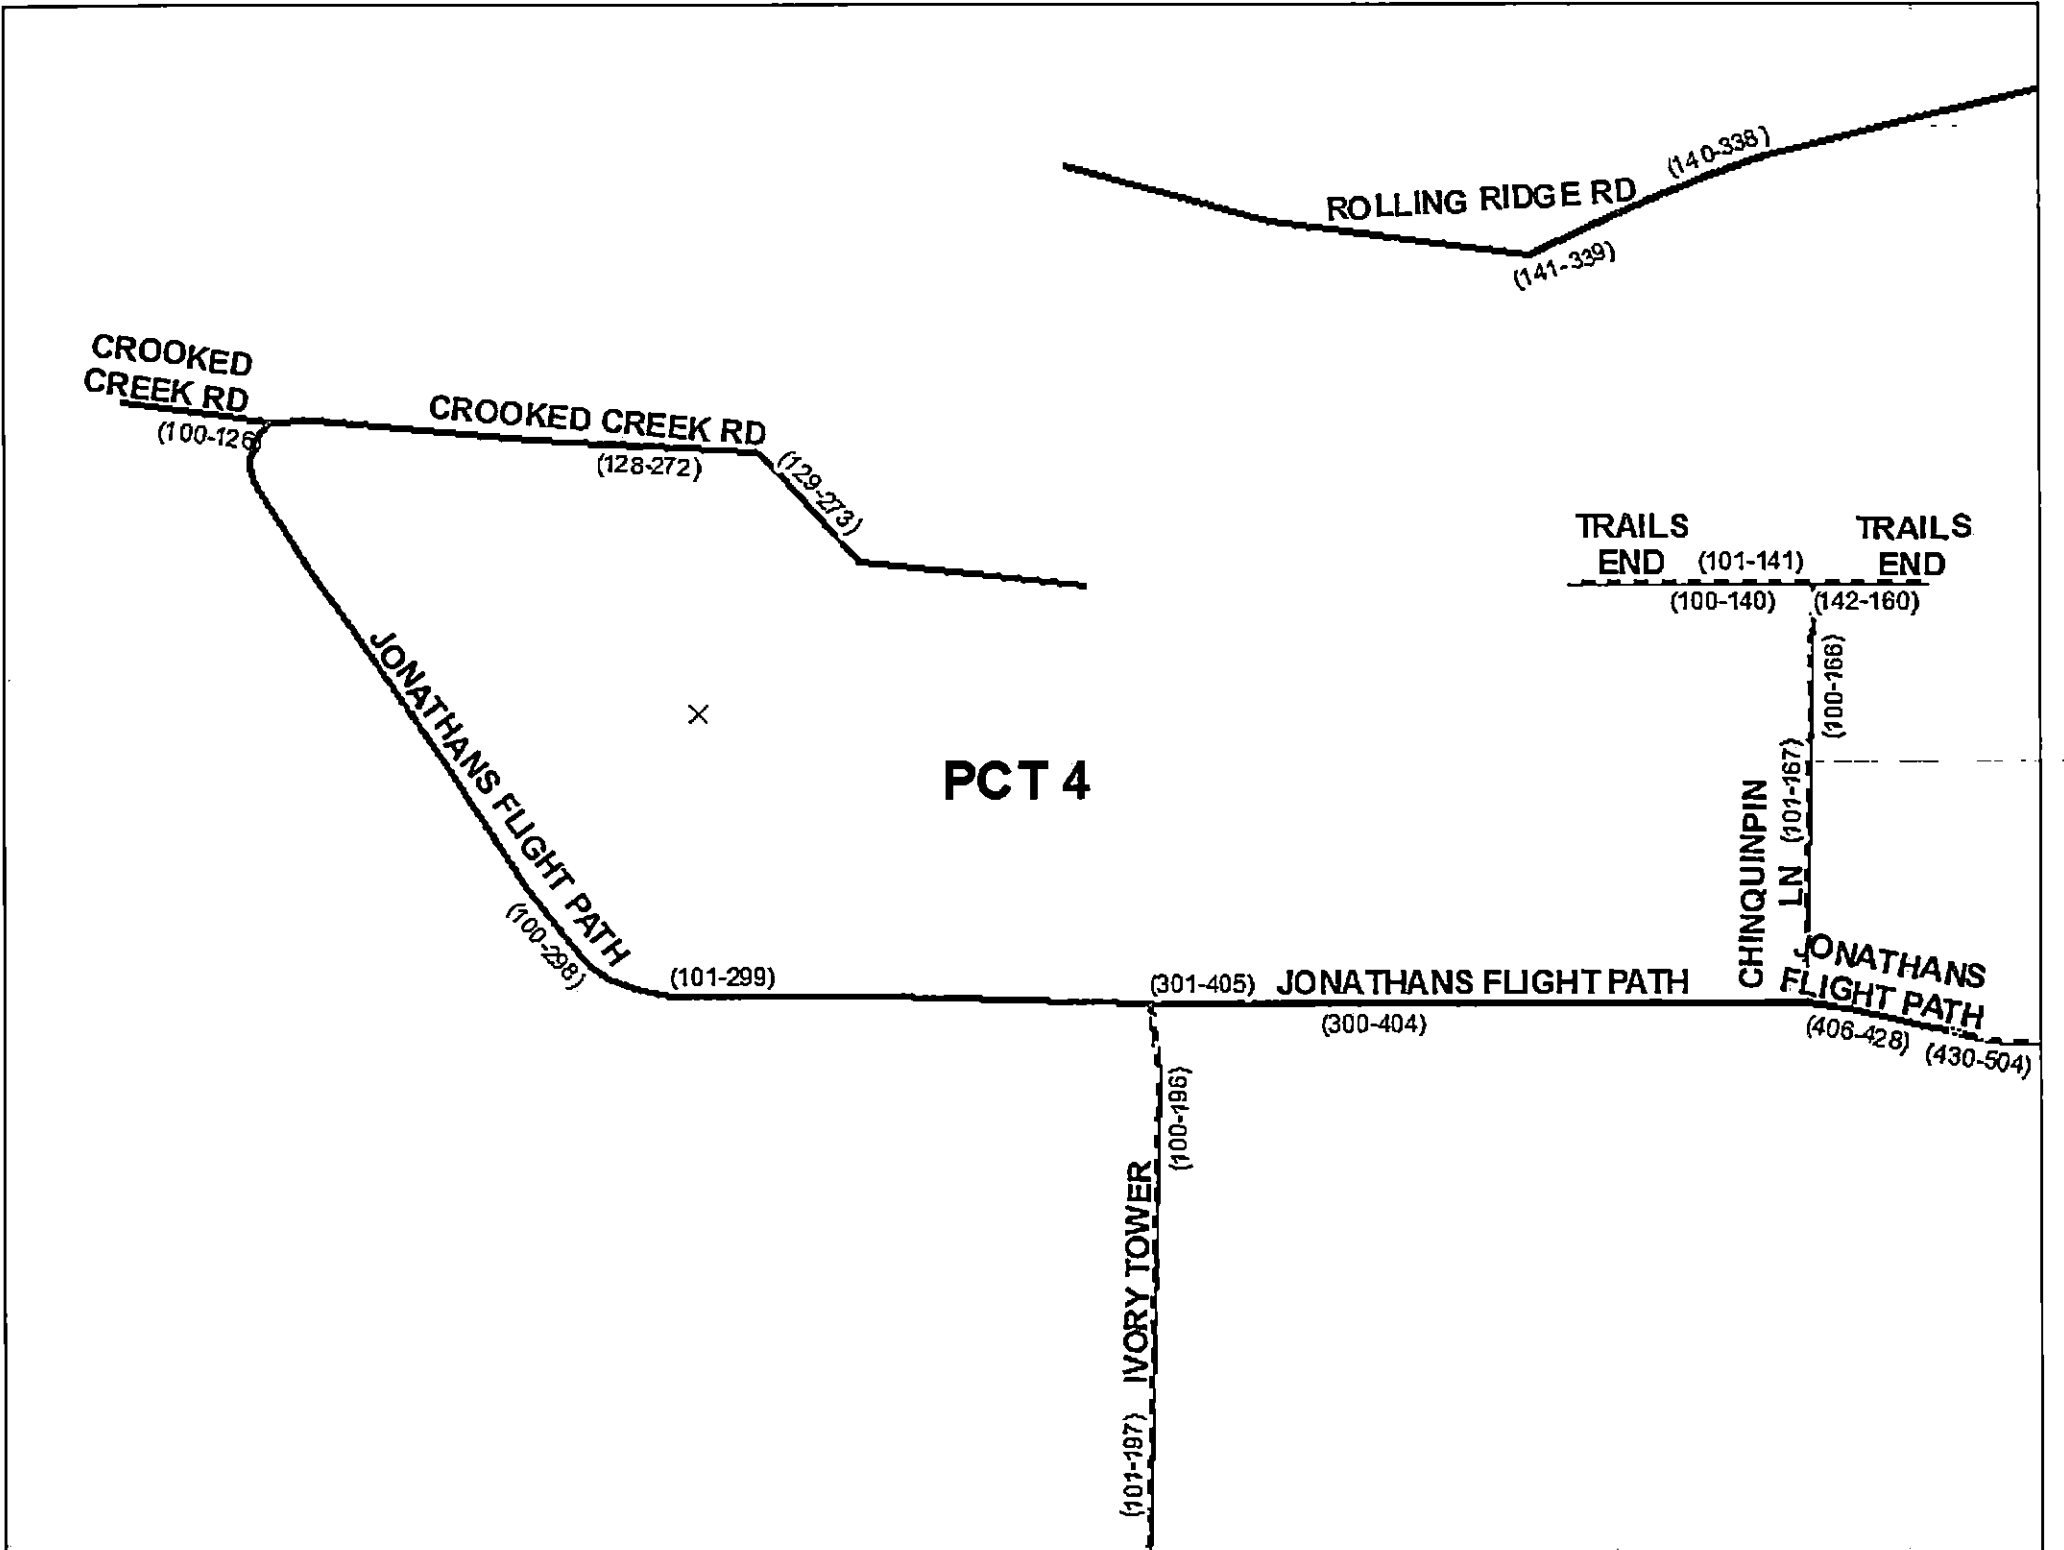 (140-338)
ROLLING RIDGE RD
(141-339)
CROOKED
CREEK RD
(100-126)
CROOKED CREEK RD
(128-272)
(129-273)
TRAILS
END
(101-141)
TRAILS
END
(100-140)
(142-160)
(100-166)
JONATHANS FLIGHT PATH
PCT 4
(101-167)
CHINQUINPIN
LN
(100-298)
(101-299)
(301-405)
JONATHANS FLIGHT PATH
(300-404)
JONATHANS
FLIGHT PATH
(406-428)
(430-504)
(100-196)
IVORY TOWER
(101-197)